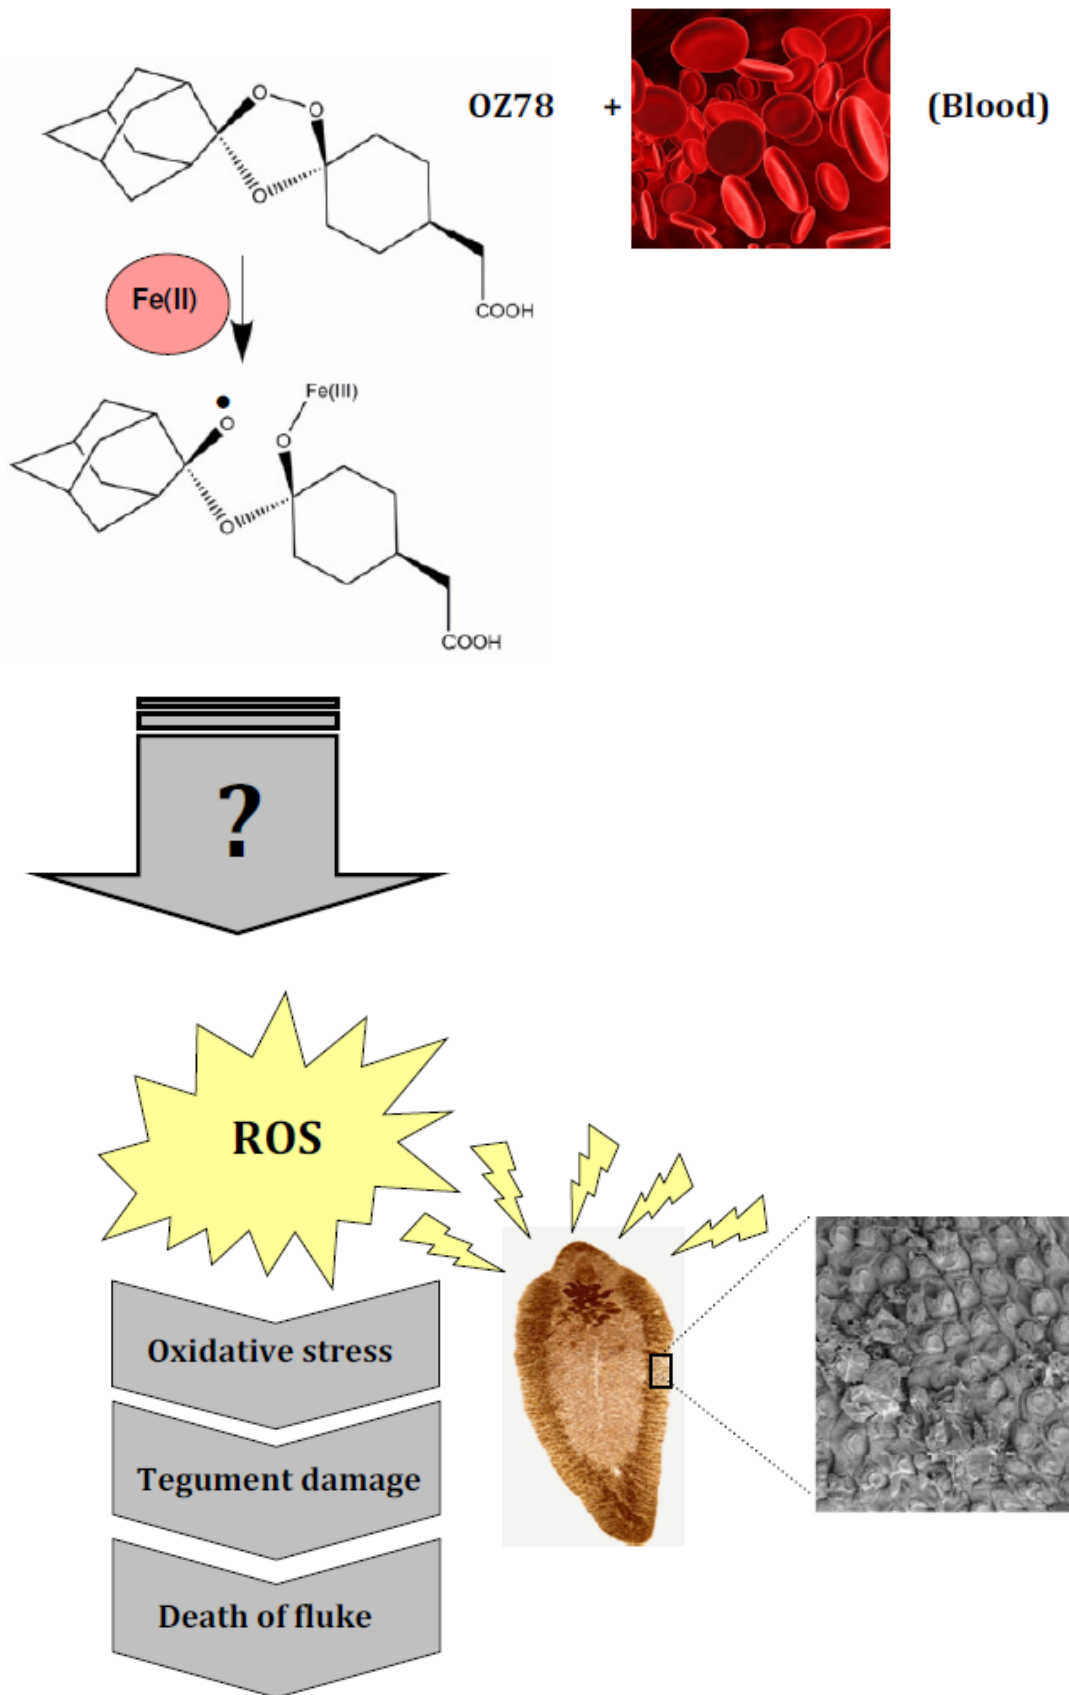 O O
OZ78 + (Blood)
O
COOH
Fe(II)
Fe(III)
O
O
O
COOH
?
ROS
Oxidative stress
Tegument damage
Death of fluke